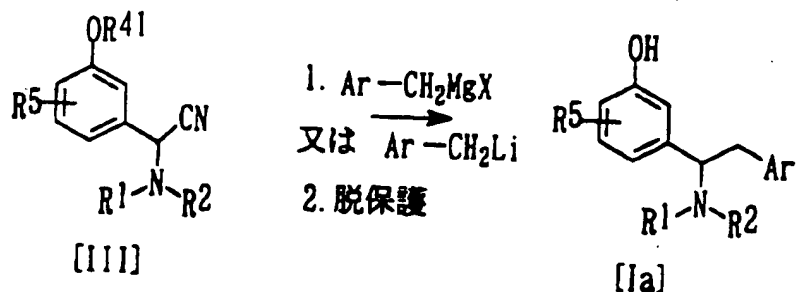 OR41
R5
CN
R1
N
R2
[III]
1. Ar-CH2MgX
又は Ar-CH2Li
2. 脱保護
OH
R5
Ar
R1
N
R2
[Ia]